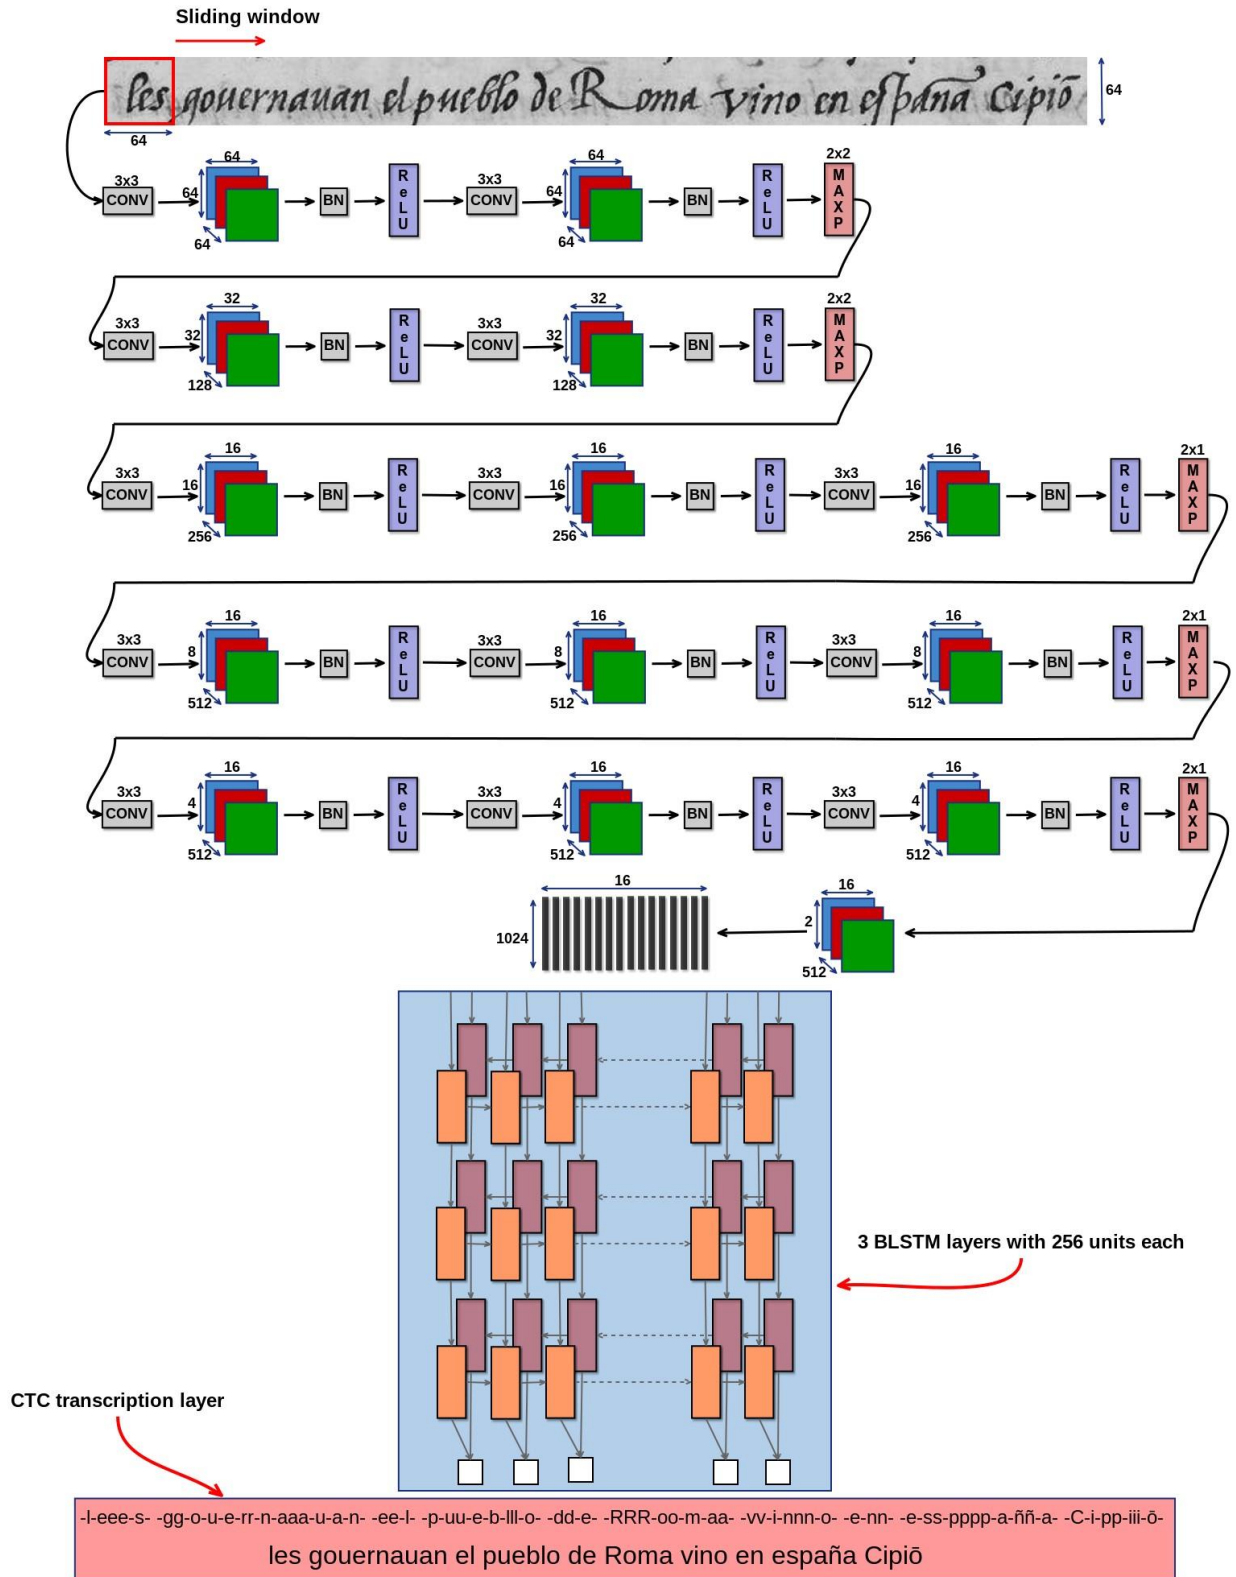 Sliding window
les gouernauan el pueblo de Roma vino en españa Cipiō
64
64
64 64 2x2
3x3 CONV 64 64 BN ReLU 3x3 CONV 64 64 BN ReLU MAXP
32 32 2x2
3x3 CONV 32 128 BN ReLU 3x3 CONV 32 128 BN ReLU MAXP
16 16 16 2x1
3x3 CONV 16 256 BN ReLU 3x3 CONV 16 256 BN ReLU 3x3 CONV 16 256 BN ReLU MAXP
16 16 16 2x1
3x3 CONV 8 512 BN ReLU 3x3 CONV 8 512 BN ReLU 3x3 CONV 8 512 BN ReLU MAXP
16 16 16 2x1
3x3 CONV 4 512 BN ReLU 3x3 CONV 4 512 BN ReLU 3x3 CONV 4 512 BN ReLU MAXP
16 16
1024 2
512
3 BLSTM layers with 256 units each
CTC transcription layer
-l-eee-s- -gg-o-u-e-rr-n-aaa-u-a-n- -ee-l- -p-uu-e-b-lll-o- -dd-e- -RRR-oo-m-aa- -vv-i-nnn-o- -e-nn- -e-ss-pppp-a-ññ-a- -C-i-pp-iii-ō-
les gouernauan el pueblo de Roma vino en españa Cipiō